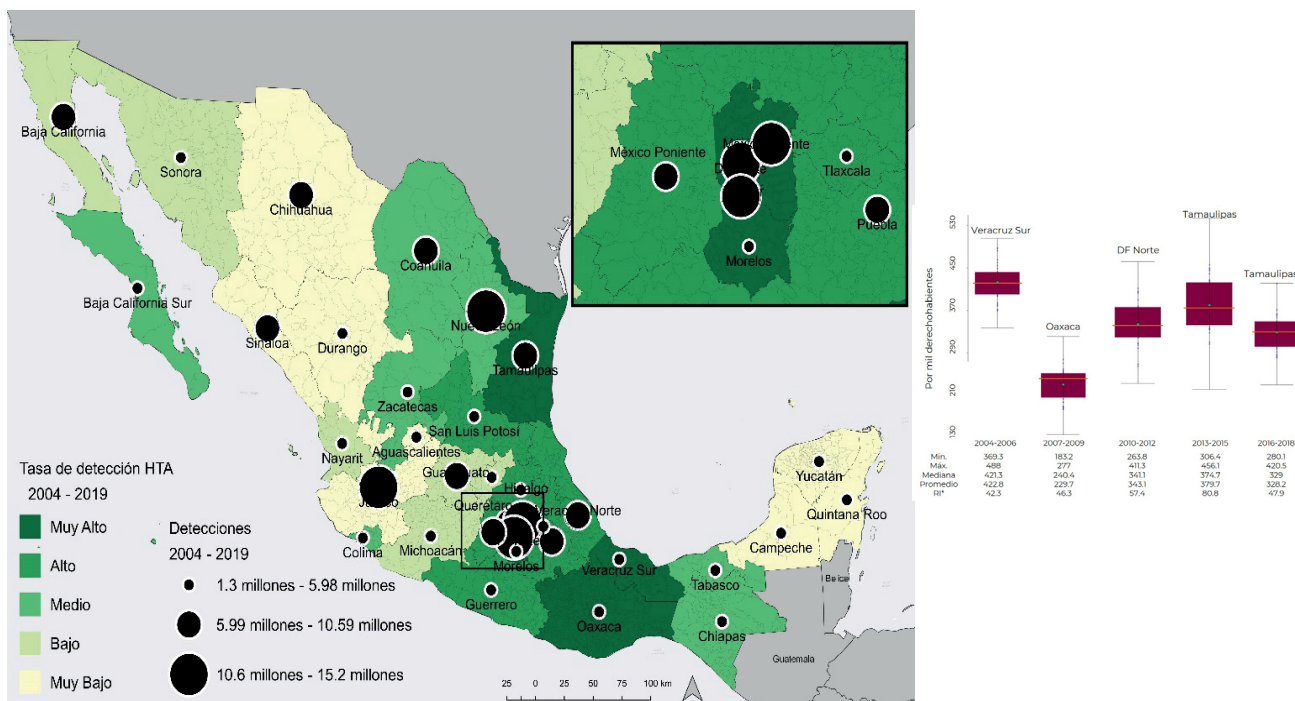 Baja California
Sonora
Chihuahua
Coahuila
Baja California Sur
Sinaloa
Durango
Nuevo León
Tamaulipas
Zacatecas
San Luis Potosí
Nayarit
Aguascalientes
Guanajuato
Jalisco
Hidalgo
Querétaro
Veracruz Norte
Colima
Michoacán
Morelos
Guerrero
Veracruz Sur
Oaxaca
Tabasco
Chiapas
Yucatán
Quintana Roo
Campeche
Belice
Guatemala
México Poniente
Tlaxcala
Puebla
Morelos
Tasa de detección HTA
2004 - 2019
Muy Alto
Alto
Medio
Bajo
Muy Bajo
Detecciones
2004 - 2019
1.3 millones - 5.98 millones
5.99 millones - 10.59 millones
10.6 millones - 15.2 millones
25 0 25 50 75 100 km
Por mil derechohabientes
530
450
370
290
210
130
Veracruz Sur
Oaxaca
DF Norte
Tamaulipas
Tamaulipas
2004-2006 2007-2009 2010-2012 2013-2015 2016-2018
Min. 369.3 183.2 263.8 306.4 280.1
Máx. 488 277 411.3 456.1 420.5
Mediana 421.3 240.4 341.1 374.7 329
Promedio 422.8 229.7 343.1 379.7 328.2
RI* 42.3 46.3 57.4 80.8 47.9